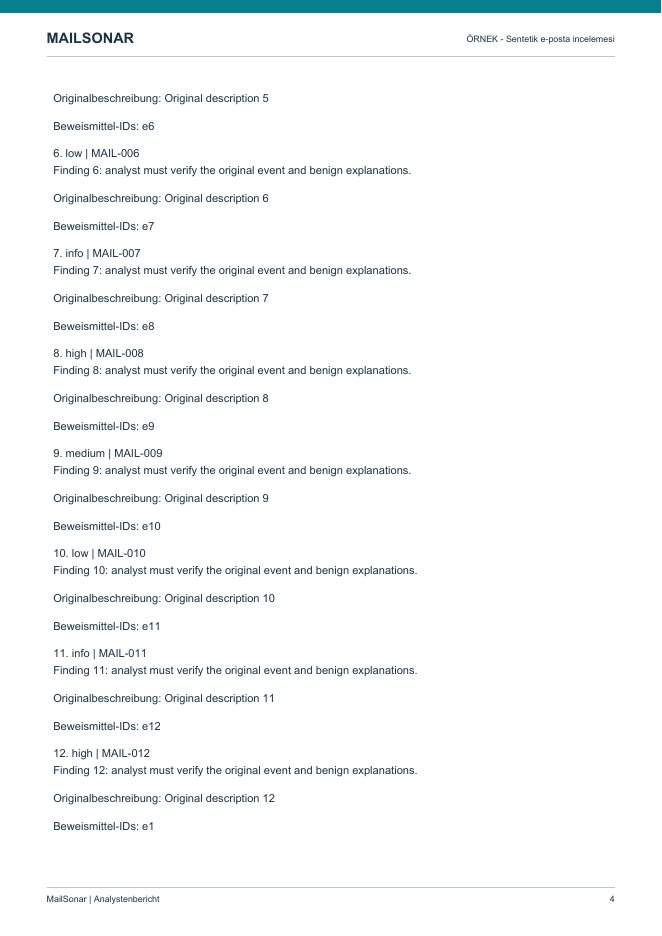 MAILSONAR
ÖRNEK - Sentetik e-posta incelemesi
Originalbeschreibung: Original description 5
Beweismittel-IDs: e6
6. low | MAIL-006
Finding 6: analyst must verify the original event and benign explanations.
Originalbeschreibung: Original description 6
Beweismittel-IDs: e7
7. info | MAIL-007
Finding 7: analyst must verify the original event and benign explanations.
Originalbeschreibung: Original description 7
Beweismittel-IDs: e8
8. high | MAIL-008
Finding 8: analyst must verify the original event and benign explanations.
Originalbeschreibung: Original description 8
Beweismittel-IDs: e9
9. medium | MAIL-009
Finding 9: analyst must verify the original event and benign explanations.
Originalbeschreibung: Original description 9
Beweismittel-IDs: e10
10. low | MAIL-010
Finding 10: analyst must verify the original event and benign explanations.
Originalbeschreibung: Original description 10
Beweismittel-IDs: e11
11. info | MAIL-011
Finding 11: analyst must verify the original event and benign explanations.
Originalbeschreibung: Original description 11
Beweismittel-IDs: e12
12. high | MAIL-012
Finding 12: analyst must verify the original event and benign explanations.
Originalbeschreibung: Original description 12
Beweismittel-IDs: e1
MailSonar | Analystenbericht
4